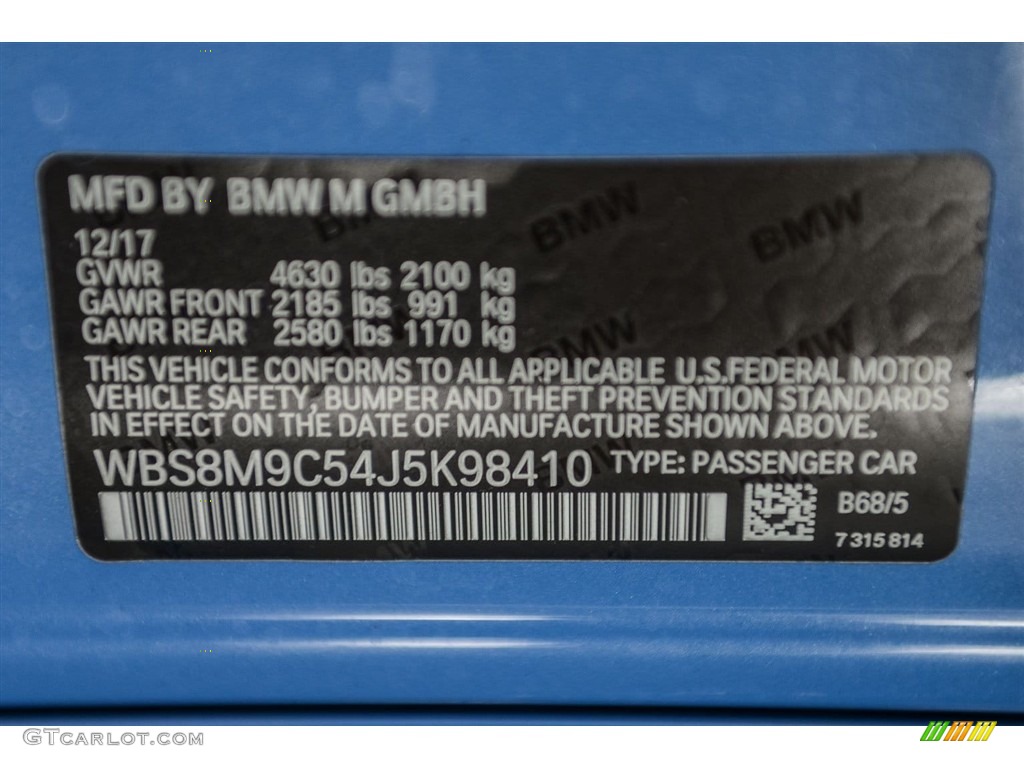 MFD BY BMW M GMBH
12/17
GVWR 4630 lbs 2100 kg
GAWR FRONT 2185 lbs 991 kg
GAWR REAR 2580 lbs 1170 kg
THIS VEHICLE CONFORMS TO ALL APPLICABLE U.S.FEDERAL MOTOR
VEHICLE SAFETY, BUMPER AND THEFT PREVENTION STANDARDS
IN EFFECT ON THE DATE OF MANUFACTURE SHOWN ABOVE.
WBS8M9C54J5K98410 TYPE: PASSENGER CAR
B68/5
7 315 814
BMW BMW
BMW BMW
GTCARLOT.COM